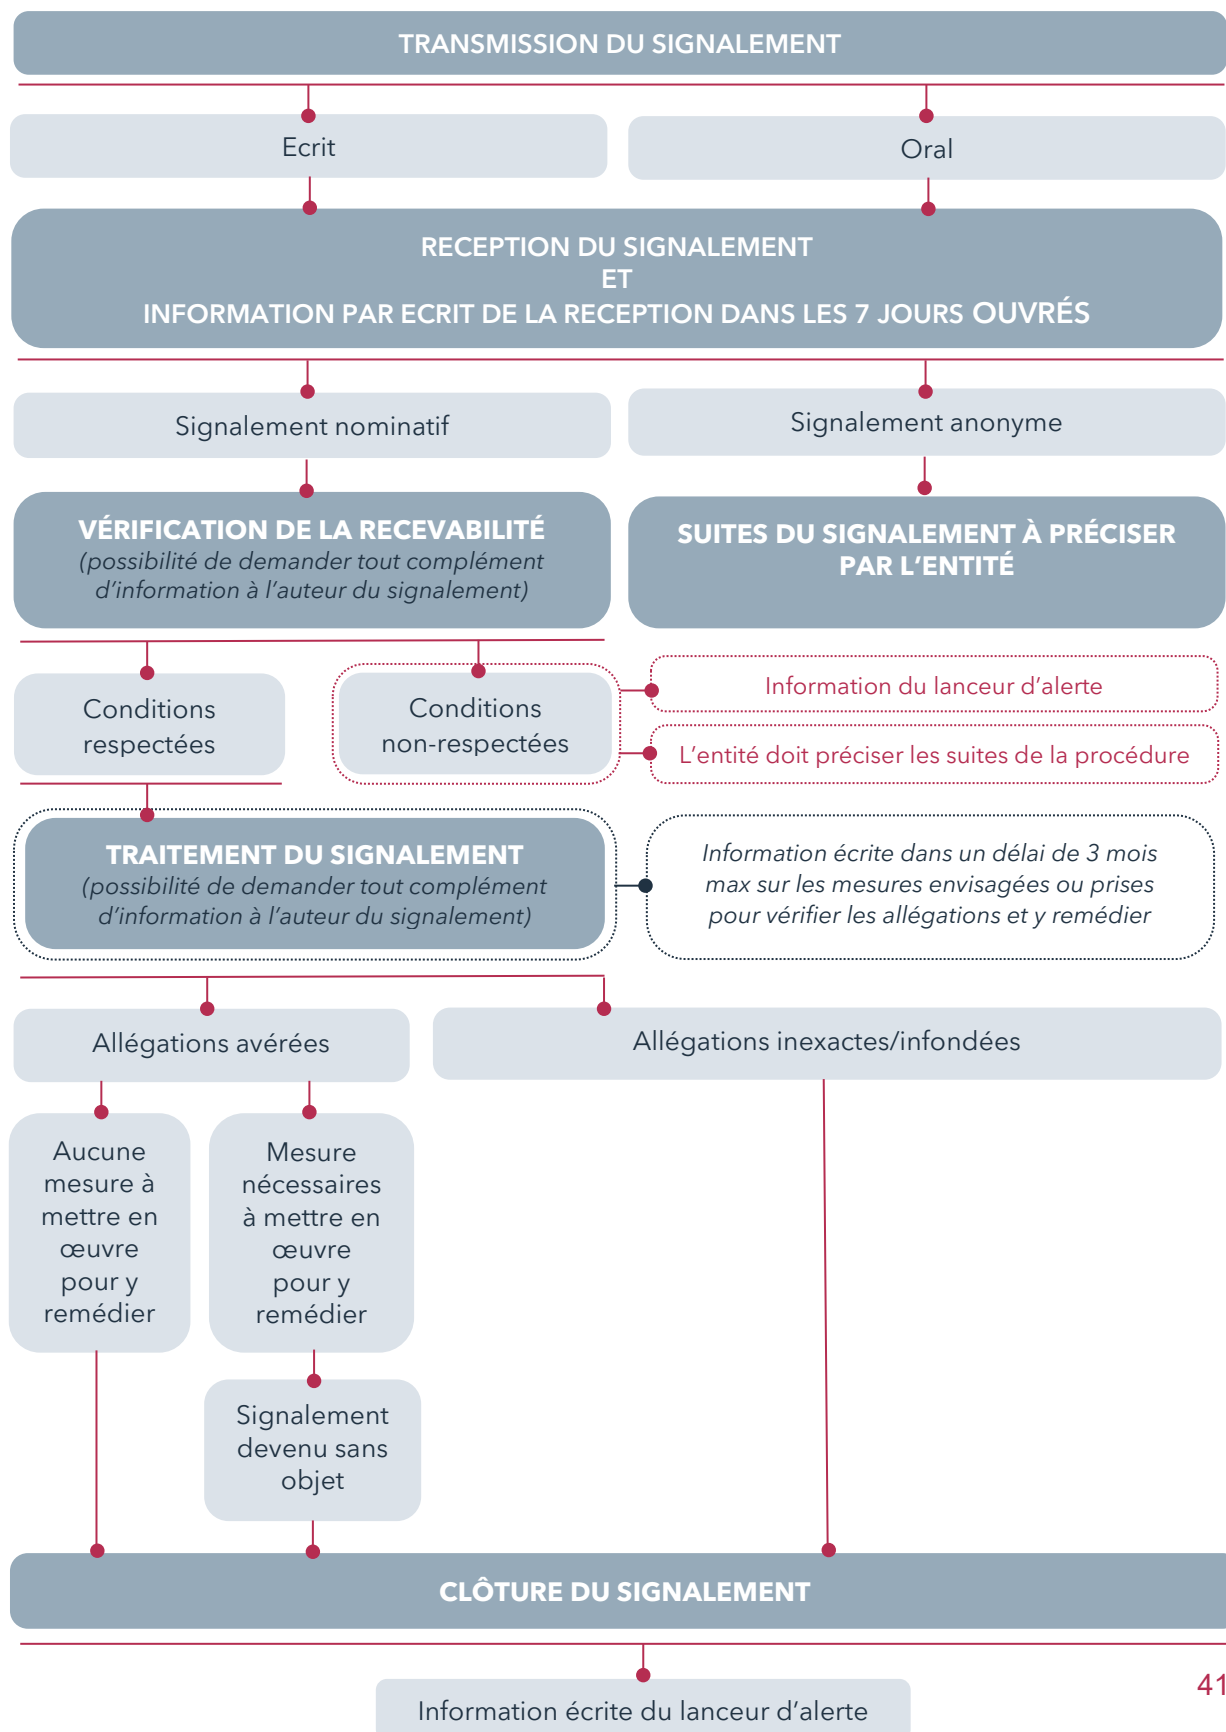 TRANSMISSION DU SIGNALEMENT
Ecrit
Oral
RECEPTION DU SIGNALEMENT
ET
INFORMATION PAR ECRIT DE LA RECEPTION DANS LES 7 JOURS OUVRÉS
Signalement nominatif
Signalement anonyme
VÉRIFICATION DE LA RECEVABILITÉ
(possibilité de demander tout complément
d’information à l’auteur du signalement)
SUITES DU SIGNALEMENT À PRÉCISER
PAR L’ENTITÉ
Conditions
respectées
Conditions
non-respectées
Information du lanceur d’alerte
L’entité doit préciser les suites de la procédure
TRAITEMENT DU SIGNALEMENT
(possibilité de demander tout complément
d’information à l’auteur du signalement)
Information écrite dans un délai de 3 mois
max sur les mesures envisagées ou prises
pour vérifier les allégations et y remédier
Allégations avérées
Allégations inexactes/infondées
Aucune
mesure à
mettre en
œuvre
pour y
remédier
Mesure
nécessaires
à mettre en
œuvre
pour y
remédier
Signalement
devenu sans
objet
CLÔTURE DU SIGNALEMENT
41
Information écrite du lanceur d’alerte